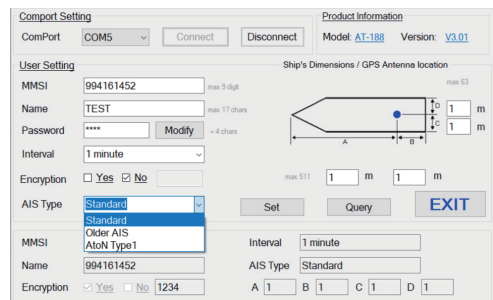 Comport Setting
Product Information
ComPort COM5 Connect Disconnect Model: AT-188 Version: V3.01
User Setting
Ship's Dimensions / GPS Antenna location
MMSI 994161452 max 9 digit
max 63
Name TEST max 17 chars
D 1 m
Password **** Modify = 4 chars
C 1 m
A B
Interval 1 minute
Encryption Yes No
max 511 1 m 1 m
AIS Type Standard
Set Query EXIT
Standard
Older AIS
AtoN Type1
MMSI Interval 1 minute
Name 994161452 AIS Type Standard
Encryption Yes No 1234 A 1 B 1 C 1 D 1